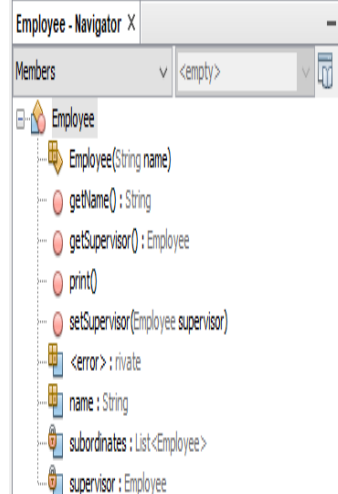 Employee - Navigator ×
Members <empty>
Employee
Employee(String name)
getName() : String
getSupervisor() : Employee
print()
setSupervisor(Employee supervisor)
<error> : rivate
name : String
subordinates : List<Employee>
supervisor : Employee